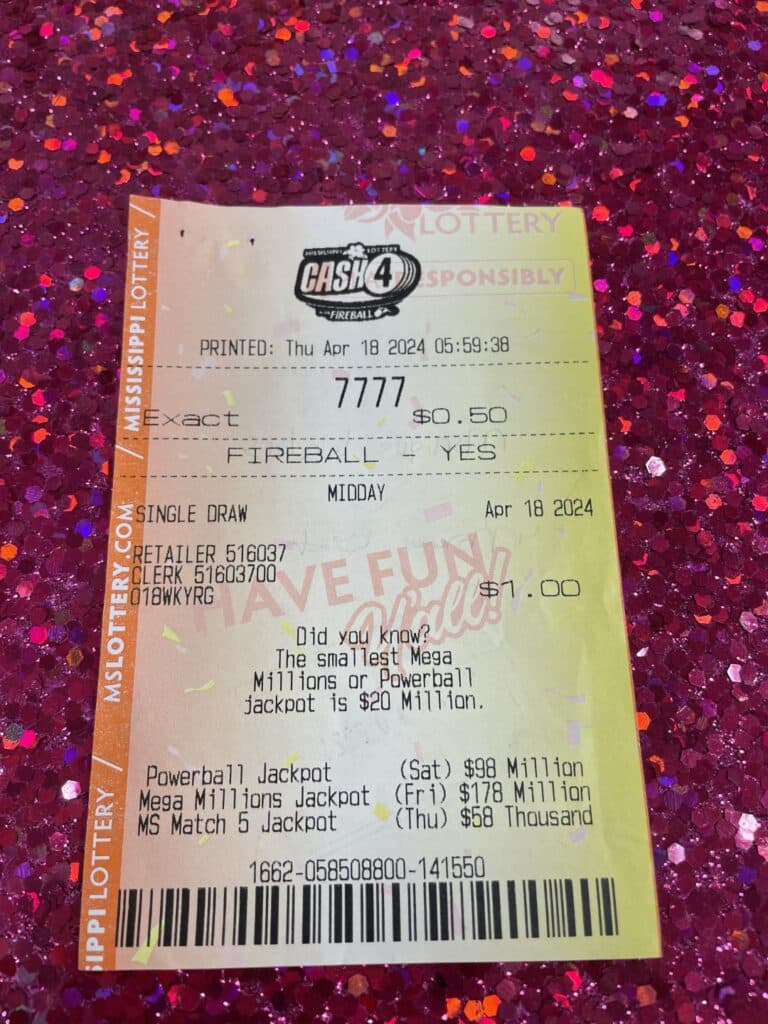 LOTTERY
RESPONSIBLY
MISSISSIPPI LOTTERY
CASH 4
FIREBALL
PRINTED: Thu Apr 18 2024 05:59:38
7777
Exact $0.50
FIREBALL - YES
MIDDAY
SINGLE DRAW Apr 18 2024
RETAILER 516037
CLERK 51603700
018WKYRG $1.00
HAVE FUN
Y'all!
Did you know?
The smallest Mega
Millions or Powerball
jackpot is $20 Million.
Powerball Jackpot (Sat) $98 Million
Mega Millions Jackpot (Fri) $178 Million
MS Match 5 Jackpot (Thu) $58 Thousand
1662-058508800-141550
SIPPI LOTTERY / MSLOTTERY.COM / MISSISSIPPI LOTTERY /